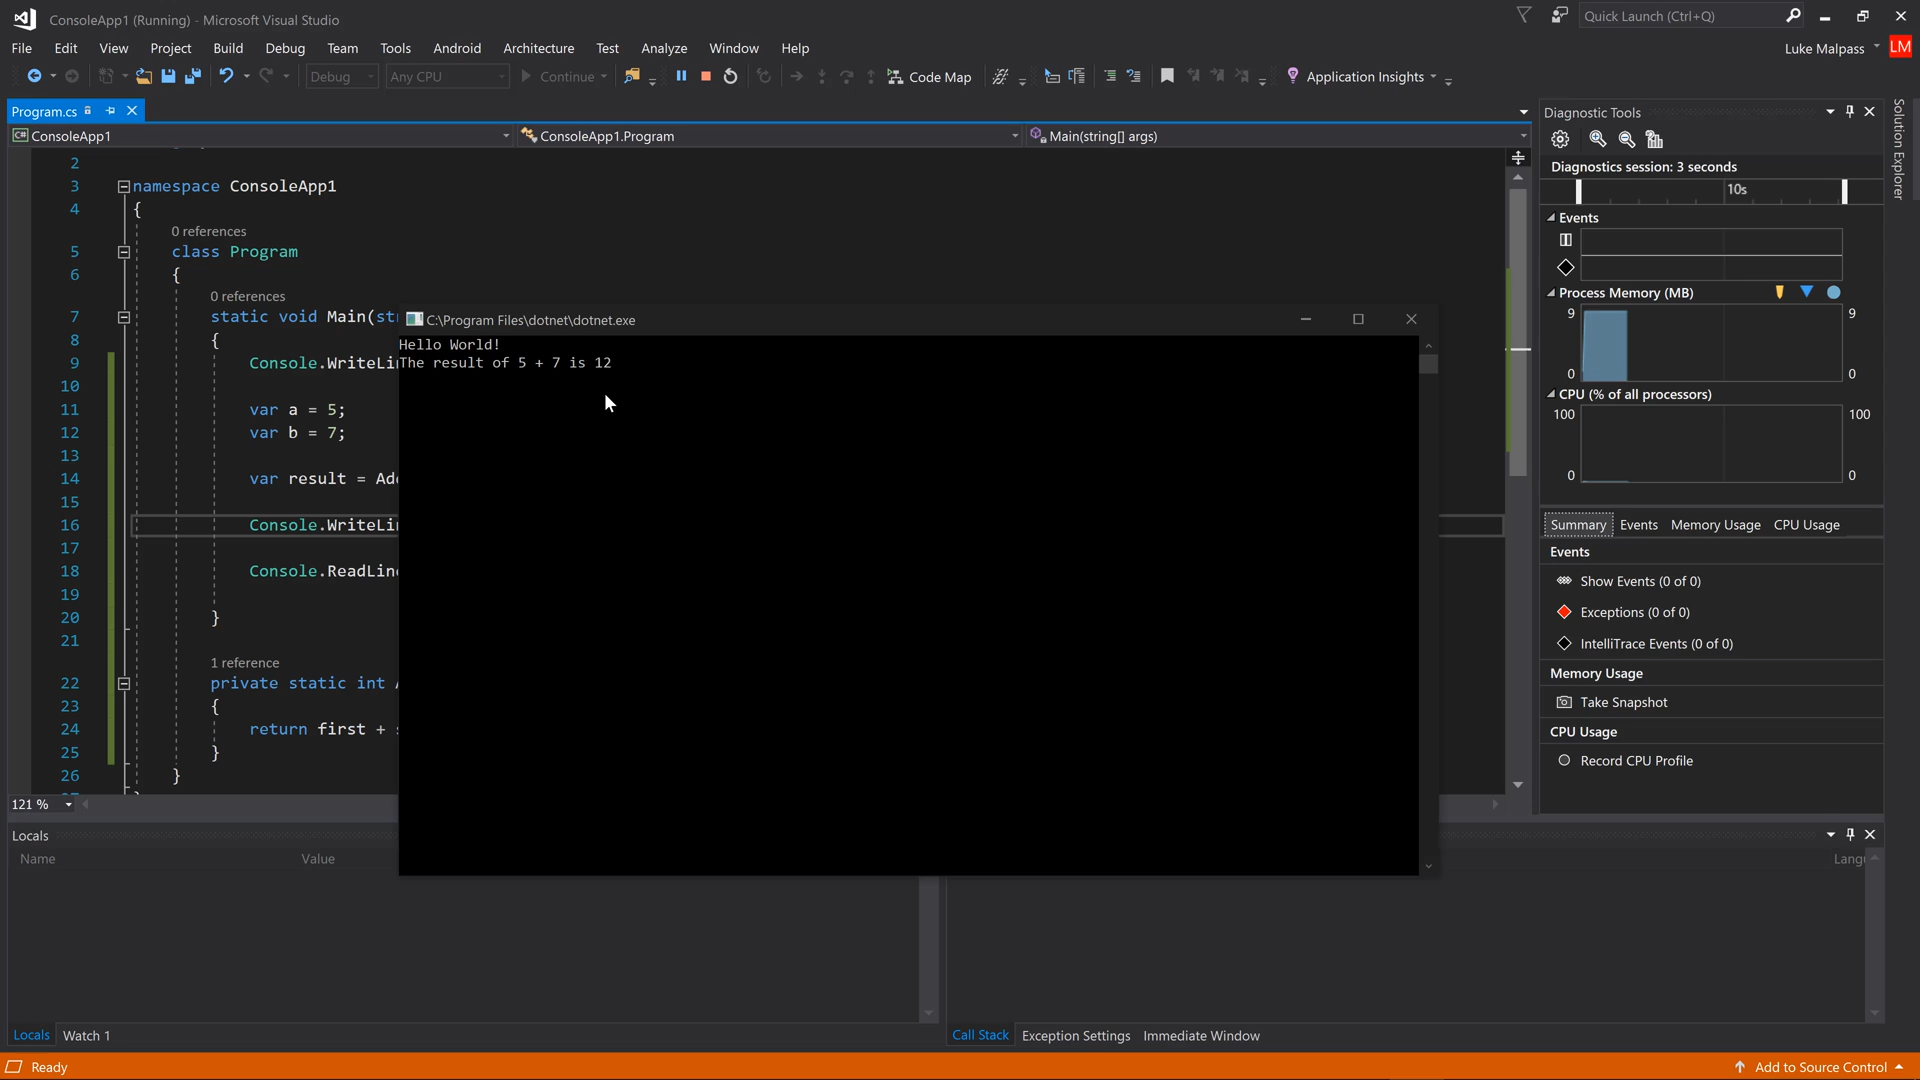 ConsoleApp1 (Running) - Microsoft Visual Studio
Quick Launch (Ctrl+Q)
File Edit View Project Build Debug Team Tools Android Architecture Test Analyze Window Help
Luke Malpass LM
Debug Any CPU Continue Code Map Application Insights
Program.cs
C# ConsoleApp1 ConsoleApp1.Program Main(string[] args)
2
3 namespace ConsoleApp1
4 {
0 references
5 class Program
6 {
0 references
7 static void Main(str
8 {
9 Console.WriteLin
10
11 var a = 5;
12 var b = 7;
13
14 var result = Add
15
16 Console.WriteLin
17
18 Console.ReadLine
19
20 }
21
1 reference
22 private static int A
23 {
24 return first + s
25 }
26 }
121 %
C:\Program Files\dotnet\dotnet.exe
Hello World!
The result of 5 + 7 is 12
Diagnostic Tools
Diagnostics session: 3 seconds
10s
Events
Process Memory (MB)
9 9
0 0
CPU (% of all processors)
100 100
0 0
Summary Events Memory Usage CPU Usage
Events
Show Events (0 of 0)
Exceptions (0 of 0)
IntelliTrace Events (0 of 0)
Memory Usage
Take Snapshot
CPU Usage
Record CPU Profile
Solution Explorer
Locals
Name Value
Langu
Locals Watch 1
Call Stack Exception Settings Immediate Window
Ready
Add to Source Control